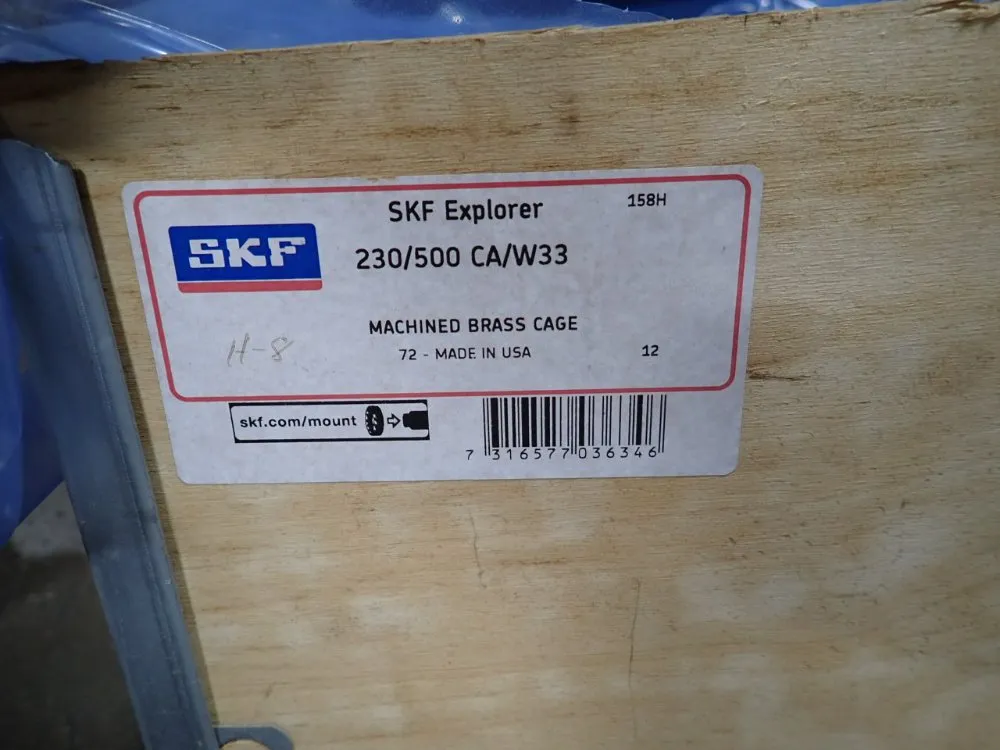 SKF Explorer
158H
SKF
230/500 CA/W33
MACHINED BRASS CAGE
H-8
72 - MADE IN USA
12
skf.com/mount
7 316577 036346